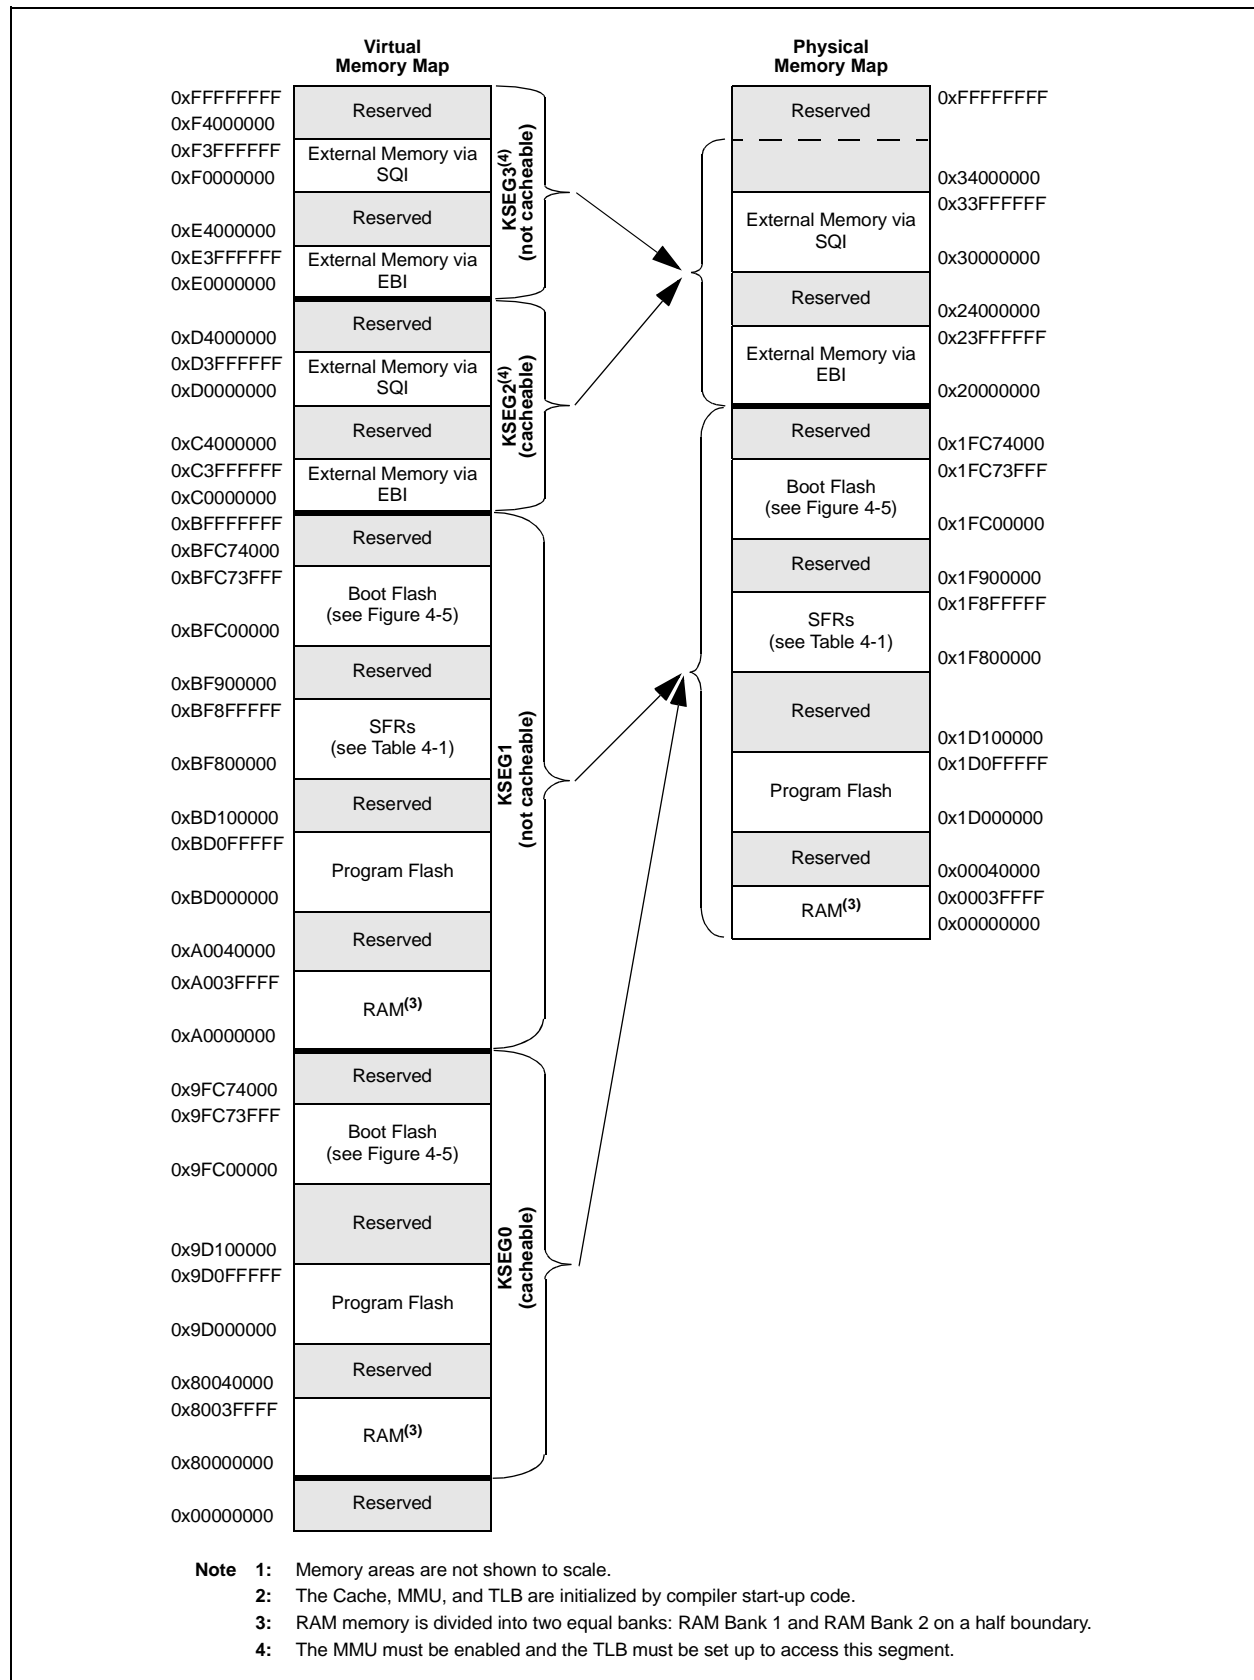 Virtual
Memory Map
0xFFFFFFFF
Reserved
0xF4000000
0xF3FFFFFF
External Memory via
SQI
0xF0000000
Reserved
0xE4000000
0xE3FFFFFF
External Memory via
EBI
0xE0000000
KSEG3(4)
(not cacheable)
Reserved
0xD4000000
0xD3FFFFFF
External Memory via
SQI
0xD0000000
Reserved
0xC4000000
0xC3FFFFFF
External Memory via
EBI
0xC0000000
KSEG2(4)
(cacheable)
0xBFFFFFFF
Reserved
0xBFC74000
0xBFC73FFF
Boot Flash
(see Figure 4-5)
0xBFC00000
Reserved
0xBF900000
0xBF8FFFFF
SFRs
(see Table 4-1)
0xBF800000
Reserved
0xBD100000
0xBD0FFFFF
Program Flash
0xBD000000
Reserved
0xA0040000
0xA003FFFF
RAM(3)
0xA0000000
KSEG1
(not cacheable)
Reserved
0x9FC74000
0x9FC73FFF
Boot Flash
(see Figure 4-5)
0x9FC00000
Reserved
0x9D100000
0x9D0FFFFF
Program Flash
0x9D000000
Reserved
0x80040000
0x8003FFFF
RAM(3)
0x80000000
KSEG0
(cacheable)
Reserved
0x00000000
Physical
Memory Map
0xFFFFFFFF
Reserved
0x34000000
0x33FFFFFF
External Memory via
SQI
0x30000000
Reserved
0x24000000
0x23FFFFFF
External Memory via
EBI
0x20000000
Reserved
0x1FC74000
0x1FC73FFF
Boot Flash
(see Figure 4-5)
0x1FC00000
Reserved
0x1F900000
0x1F8FFFFF
SFRs
(see Table 4-1)
0x1F800000
Reserved
0x1D100000
0x1D0FFFFF
Program Flash
0x1D000000
Reserved
0x00040000
0x0003FFFF
RAM(3)
0x00000000
Note 1: Memory areas are not shown to scale.
2: The Cache, MMU, and TLB are initialized by compiler start-up code.
3: RAM memory is divided into two equal banks: RAM Bank 1 and RAM Bank 2 on a half boundary.
4: The MMU must be enabled and the TLB must be set up to access this segment.